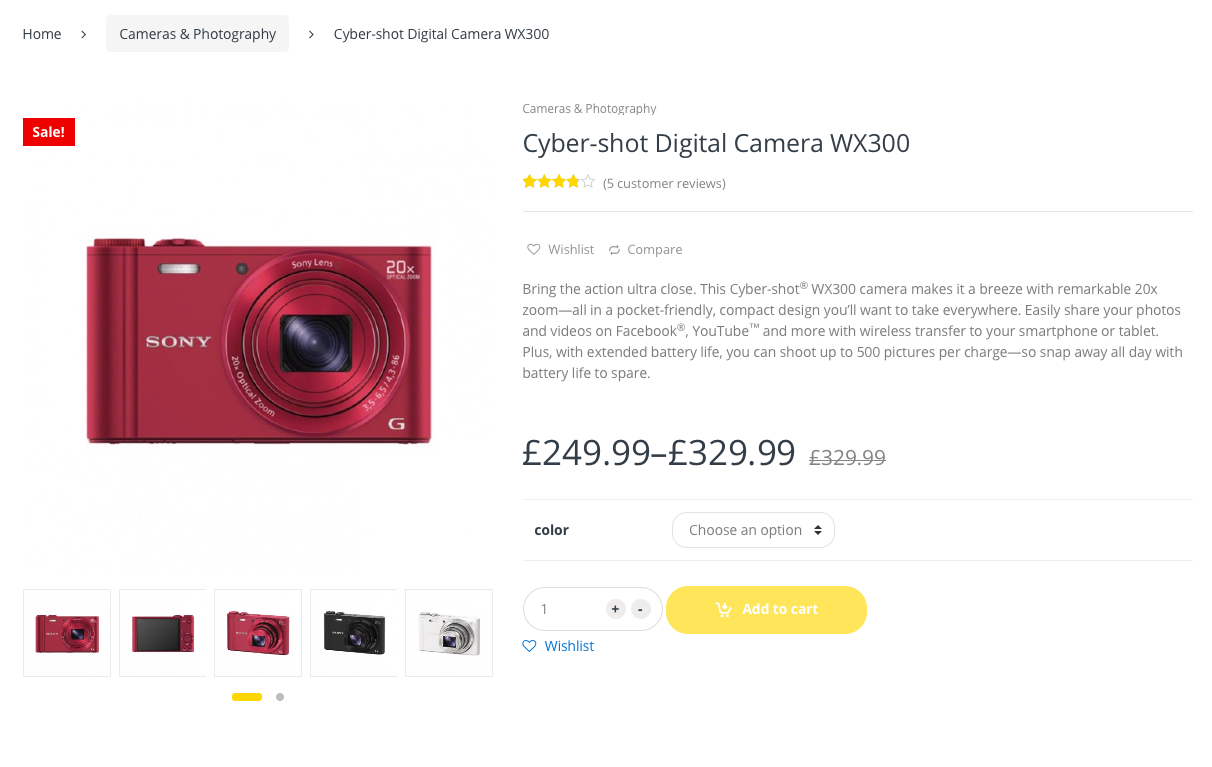 Home
Cameras & Photography
Cyber-shot Digital Camera WX300
Sale!
Sony Lens
20x
OPTICAL ZOOM
SONY
20x Optical Zoom
3,5-6,5/4,3-86
G
Cameras & Photography
Cyber-shot Digital Camera WX300
(5 customer reviews)
Wishlist
Compare
Bring the action ultra close. This Cyber-shot® WX300 camera makes it a breeze with remarkable 20x
zoom—all in a pocket-friendly, compact design you’ll want to take everywhere. Easily share your photos
and videos on Facebook®, YouTube™ and more with wireless transfer to your smartphone or tablet.
Plus, with extended battery life, you can shoot up to 500 pictures per charge—so snap away all day with
battery life to spare.
£249.99–£329.99 £329.99
color
Choose an option
1
+
-
Add to cart
Wishlist